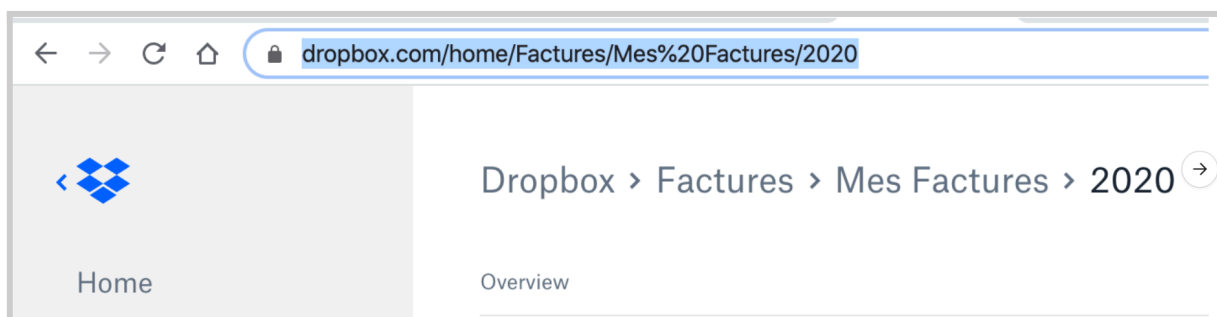 dropbox.com/home/Factures/Mes%20Factures/2020
Dropbox › Factures › Mes Factures › 2020
Home
Overview